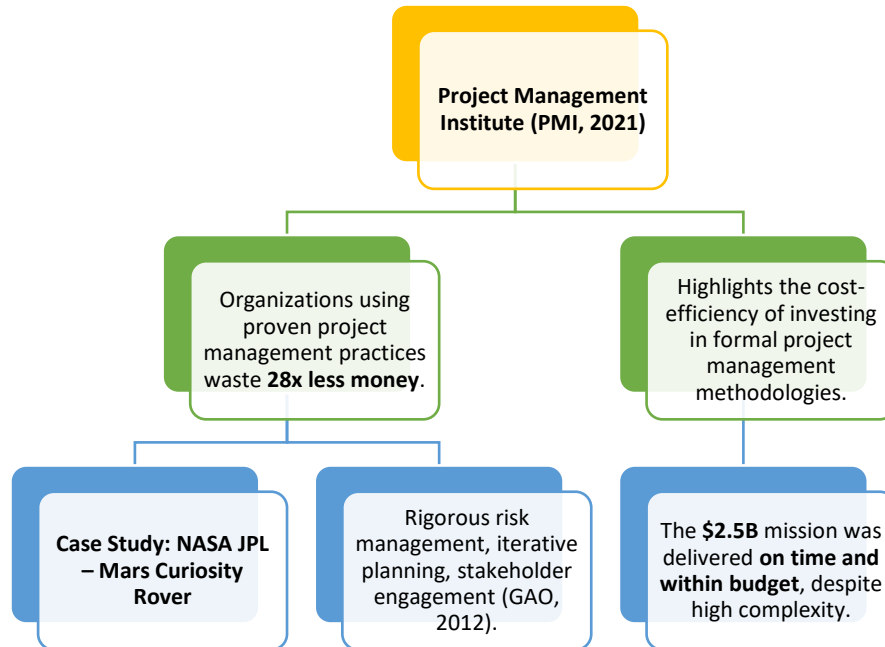 Project Management
Institute (PMI, 2021)
Organizations using
proven project
management practices
waste 28x less money.
Highlights the cost-
efficiency of investing
in formal project
management
methodologies.
Case Study: NASA JPL
– Mars Curiosity
Rover
Rigorous risk
management, iterative
planning, stakeholder
engagement (GAO,
2012).
The $2.5B mission was
delivered on time and
within budget, despite
high complexity.